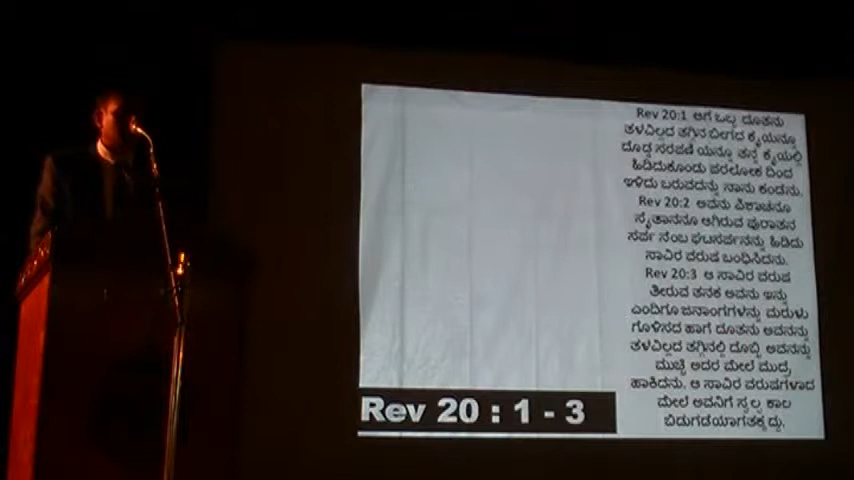 Rev 20:1 ಆಗ ಒಬ್ಬ ದೂತನು
ತಳವಿಲ್ಲದ ತಗ್ಗಿನ ಬೀಗದ ಕೈಯನ್ನೂ
ದೊಡ್ಡ ಸರಪಣಿ ಯನ್ನೂ ತನ್ನ ಕೈಯಲ್ಲಿ
ಹಿಡಿದುಕೊಂಡು ಪರಲೋಕ ದಿಂದ
ಇಳಿದು ಬರುವದನ್ನು ನಾನು ಕಂಡನು.
Rev 20:2 ಅವನು ಪಿಶಾಚನೂ
ಸೈತಾನನೂ ಆಗಿರುವ ಪುರಾತನ
ಸರ್ಪ ನೆಂಬ ಘಟಸರ್ಪನನ್ನು ಹಿಡಿದು
ಸಾವಿರ ವರುಷ ಬಂಧಿಸಿದನು.
Rev 20:3 ಆ ಸಾವಿರ ವರುಷ
ತೀರುವ ತನಕ ಅವನು ಇನ್ನು
ಎಂದಿಗೂ ಜನಾಂಗಗಳನ್ನು ಮರುಳು
ಗೊಳಿಸದ ಹಾಗೆ ದೂತನು ಅವನನ್ನು
ತಳವಿಲ್ಲದ ತಗ್ಗಿನಲ್ಲಿ ದೊಬ್ಬಿ ಅವನನ್ನು
ಮುಚ್ಚಿ ಅದರ ಮೇಲೆ ಮುದ್ರೆ
ಹಾಕಿದನು. ಆ ಸಾವಿರ ವರುಷಗಳಾದ
ಮೇಲೆ ಅವನಿಗೆ ಸ್ವಲ್ಪ ಕಾಲ
ಬಿಡುಗಡೆಯಾಗತಕ್ಕದ್ದು.
Rev 20 : 1 - 3